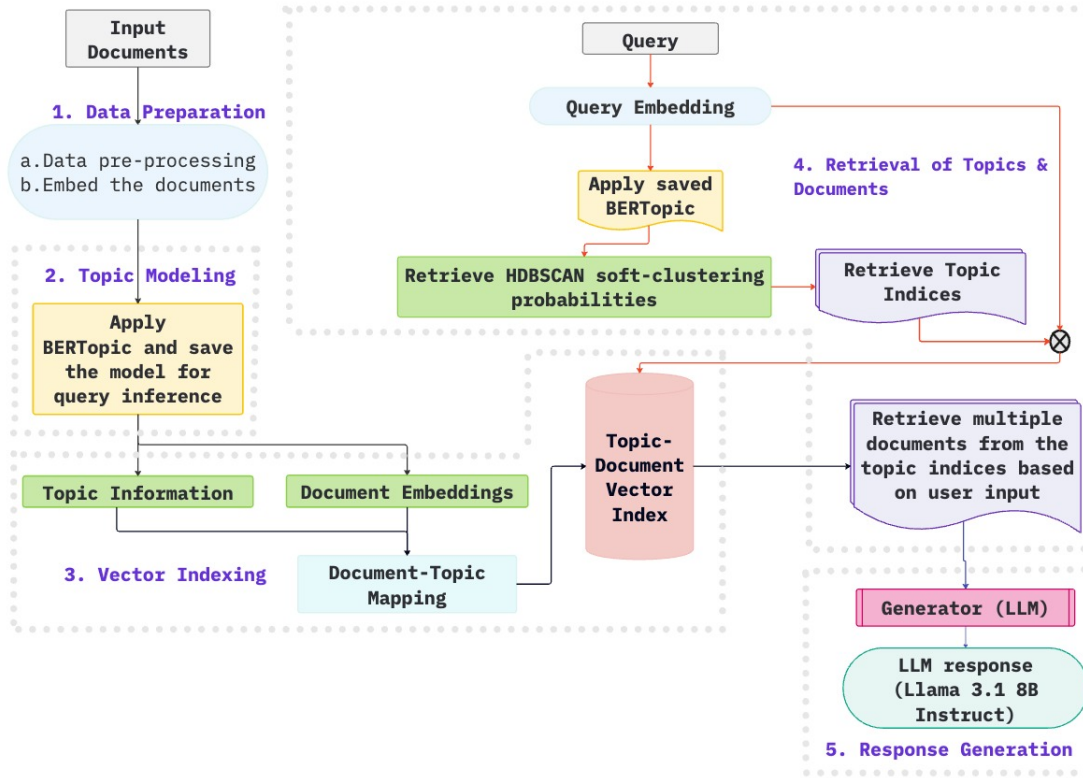 Input
Documents
1. Data Preparation
a.Data pre-processing
b.Embed the documents
2. Topic Modeling
Apply
BERTopic and save
the model for
query inference
Topic Information
Document Embeddings
3. Vector Indexing
Document-Topic
Mapping
Topic-
Document
Vector
Index
Query
Query Embedding
Apply saved
BERTopic
4. Retrieval of Topics &
Documents
Retrieve HDBSCAN soft-clustering
probabilities
Retrieve Topic
Indices
Retrieve multiple
documents from the
topic indices based
on user input
Generator (LLM)
LLM response
(Llama 3.1 8B
Instruct)
5. Response Generation